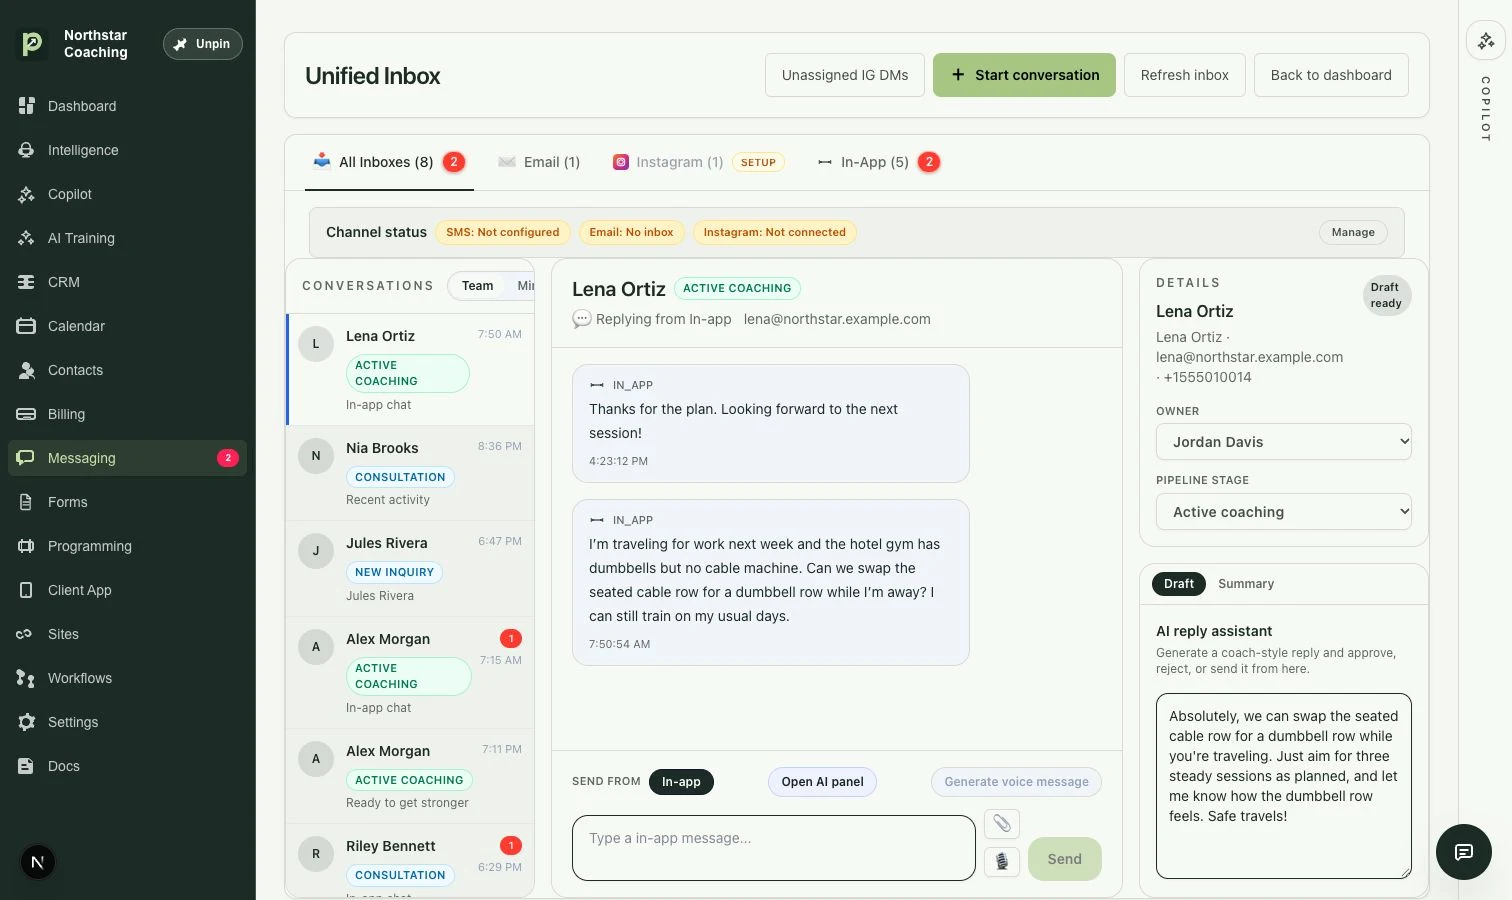 Northstar
Coaching
Unpin
Dashboard
Intelligence
Copilot
AI Training
CRM
Calendar
Contacts
Billing
Messaging
2
Forms
Programming
Client App
Sites
Workflows
Settings
Docs
N
Unified Inbox
Unassigned IG DMs
+ Start conversation
Refresh inbox
Back to dashboard
All Inboxes (8)
2
Email (1)
Instagram (1)
SETUP
In-App (5)
2
Channel status
SMS: Not configured
Email: No inbox
Instagram: Not connected
Manage
CONVERSATIONS
Team
L
Lena Ortiz
7:50 AM
ACTIVE
COACHING
In-app chat
N
Nia Brooks
8:36 PM
CONSULTATION
Recent activity
J
Jules Rivera
6:47 PM
NEW INQUIRY
Jules Rivera
A
Alex Morgan
1
7:15 AM
ACTIVE
COACHING
In-app chat
A
Alex Morgan
7:11 PM
ACTIVE COACHING
Ready to get stronger
R
Riley Bennett
1
6:29 PM
CONSULTATION
In-app chat
Lena Ortiz
ACTIVE COACHING
Replying from In-app
lena@northstar.example.com
IN_APP
Thanks for the plan. Looking forward to the next
session!
4:23:12 PM
IN_APP
I'm traveling for work next week and the hotel gym has
dumbbells but no cable machine. Can we swap the
seated cable row for a dumbbell row while I'm away? I
can still train on my usual days.
7:50:54 AM
SEND FROM
In-app
Open AI panel
Generate voice message
Type a in-app message...
Send
DETAILS
Draft
ready
Lena Ortiz
Lena Ortiz ·
lena@northstar.example.com
· +1555010014
OWNER
Jordan Davis
PIPELINE STAGE
Active coaching
Draft
Summary
AI reply assistant
Generate a coach-style reply and approve,
reject, or send it from here.
Absolutely, we can swap the seated
cable row for a dumbbell row while
you're traveling. Just aim for three
steady sessions as planned, and let
me know how the dumbbell row
feels. Safe travels!
COPILOT